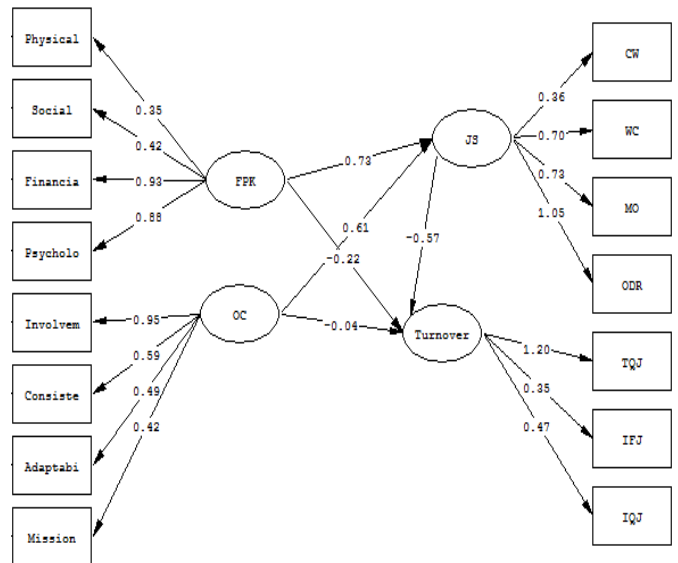 Physical
Social
Financia
Psycholo
Involvem
Consiste
Adaptabi
Mission
0.35
0.42
0.93
0.88
0.95
0.59
0.49
0.42
FPK
OC
0.73
0.61
-0.22
-0.04
-0.57
JS
Turnover
0.36
0.70
0.73
1.05
1.20
0.35
0.47
CW
WC
MO
ODR
TQJ
IFJ
IQJ